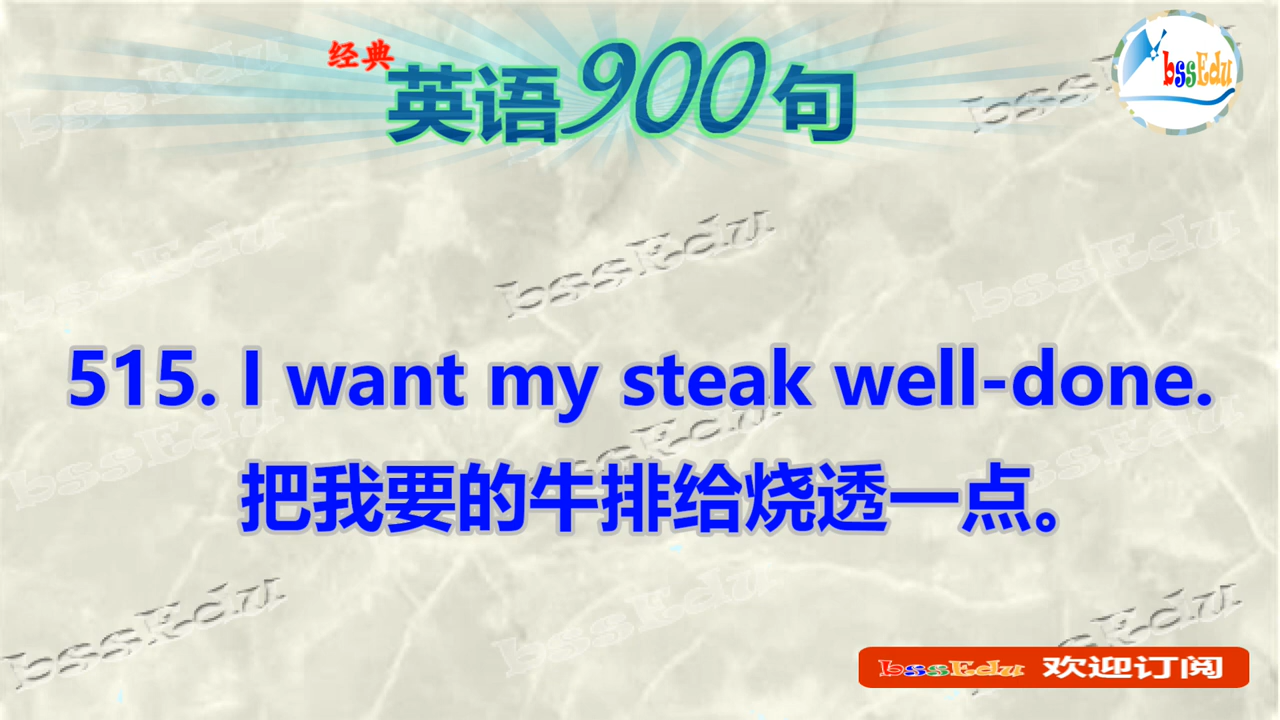 经典
英语900句
bssEdu
515. I want my steak well-done.
把我要的牛排给烧透一点。
bssEdu 欢迎订阅